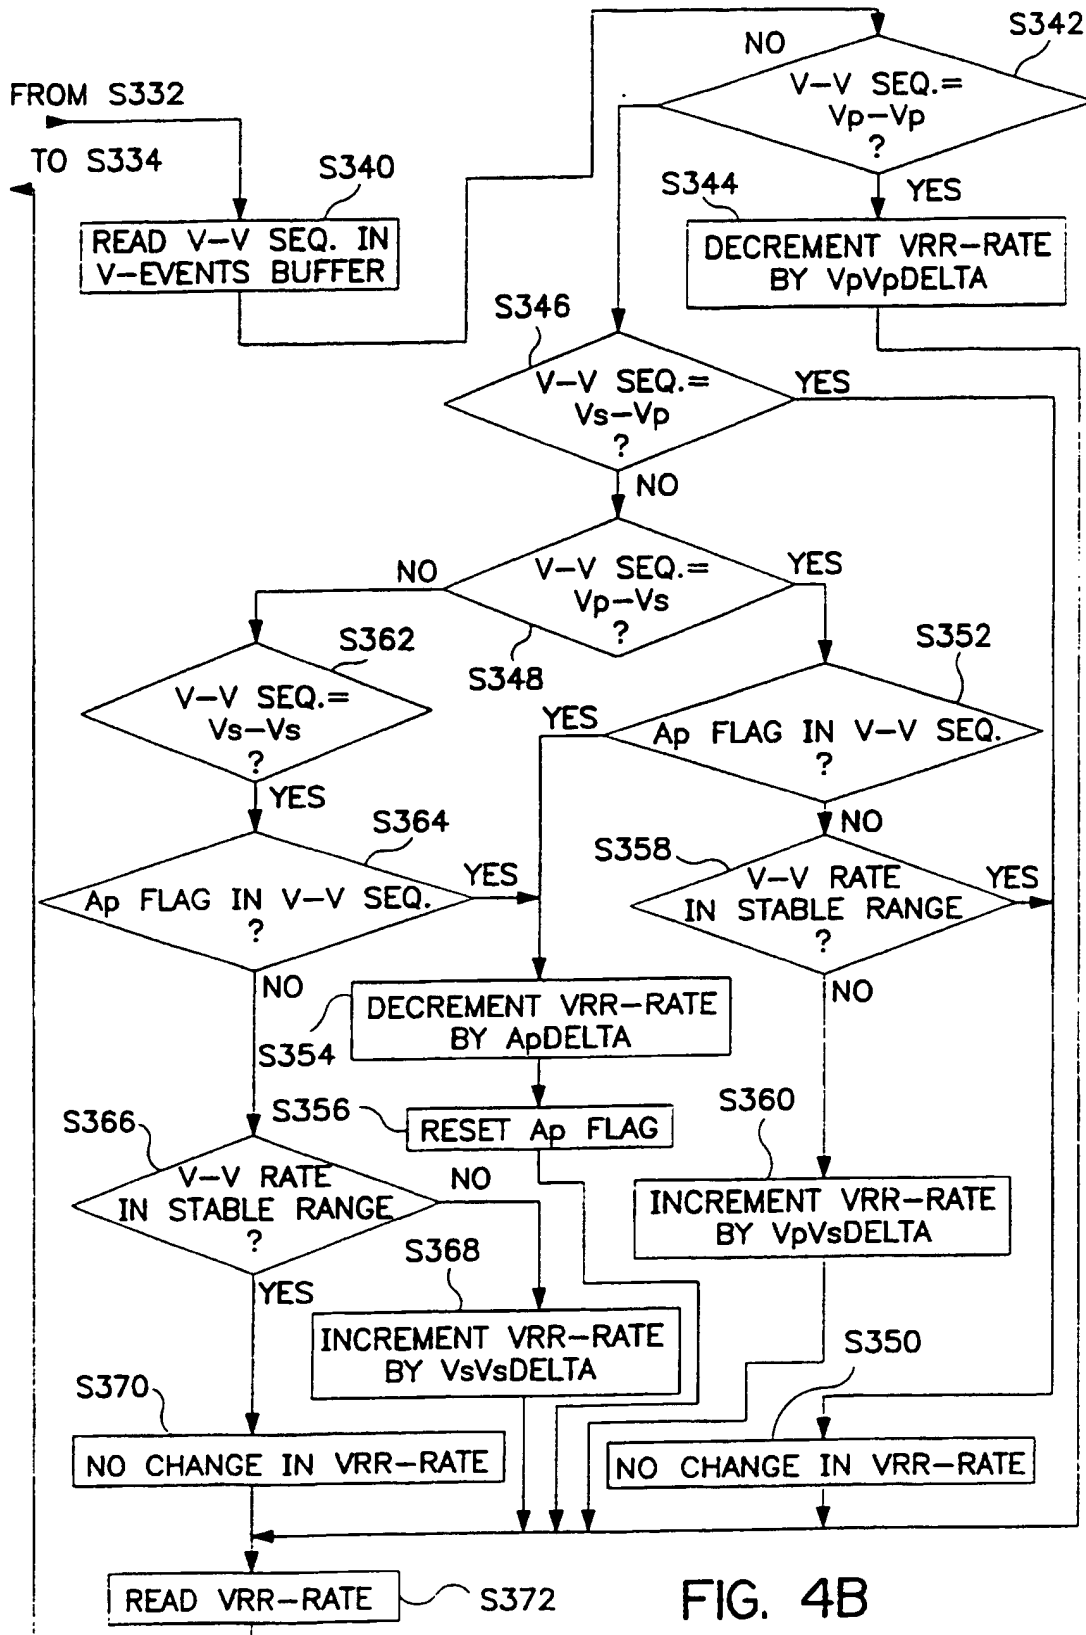 S342
NO
V–V SEQ.=
Vp–Vp
?
FROM S332
TO S334
S340
READ V–V SEQ. IN
V–EVENTS BUFFER
S344
YES
DECREMENT VRR–RATE
BY VpVpDELTA
S346
V–V SEQ.=
Vs–Vp
?
YES
NO
NO
V–V SEQ.=
Vp–Vs
?
YES
S348
S362
V–V SEQ.=
Vs–Vs
?
S352
YES
Ap FLAG IN V–V SEQ.
?
YES
NO
S364
Ap FLAG IN V–V SEQ.
?
YES
S358
V–V RATE
IN STABLE RANGE
?
YES
NO
NO
DECREMENT VRR–RATE
BY ApDELTA
S354
S356
RESET Ap FLAG
S366
V–V RATE
IN STABLE RANGE
?
NO
YES
S360
INCREMENT VRR–RATE
BY VpVsDELTA
S368
INCREMENT VRR–RATE
BY VsVsDELTA
S350
S370
NO CHANGE IN VRR–RATE
NO CHANGE IN VRR–RATE
READ VRR–RATE
S372
FIG. 4B